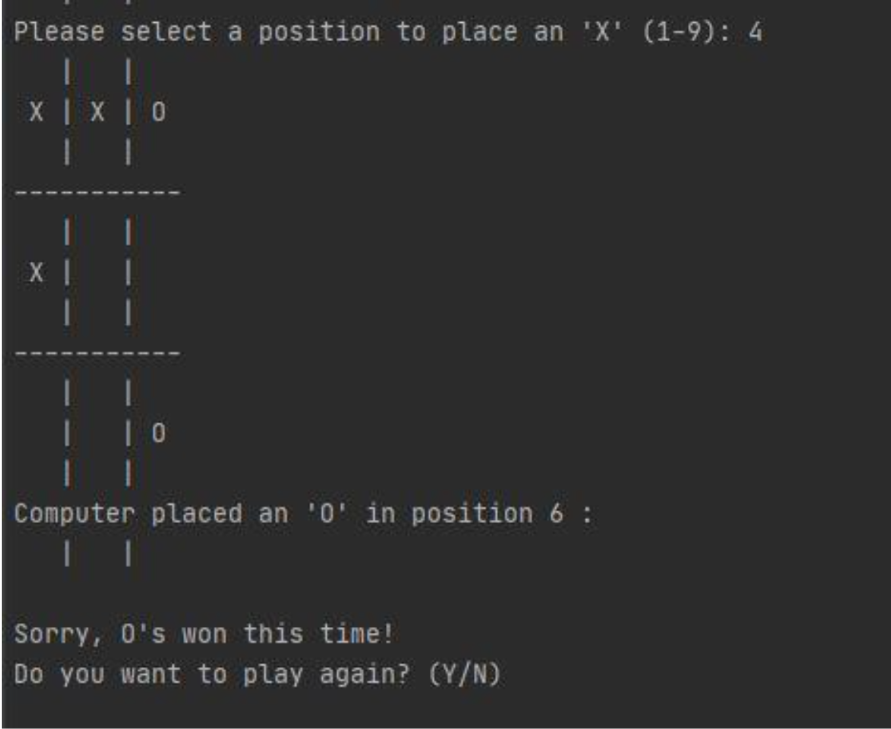 Please select a position to place an 'X' (1-9): 4
   |   |
 X | X | O
   |   |
-----------
   |   |
 X |   |
   |   |
-----------
   |   |
   |   | O
   |   |
Computer placed an 'O' in position 6 :
   |   |
Sorry, O's won this time!
Do you want to play again? (Y/N)